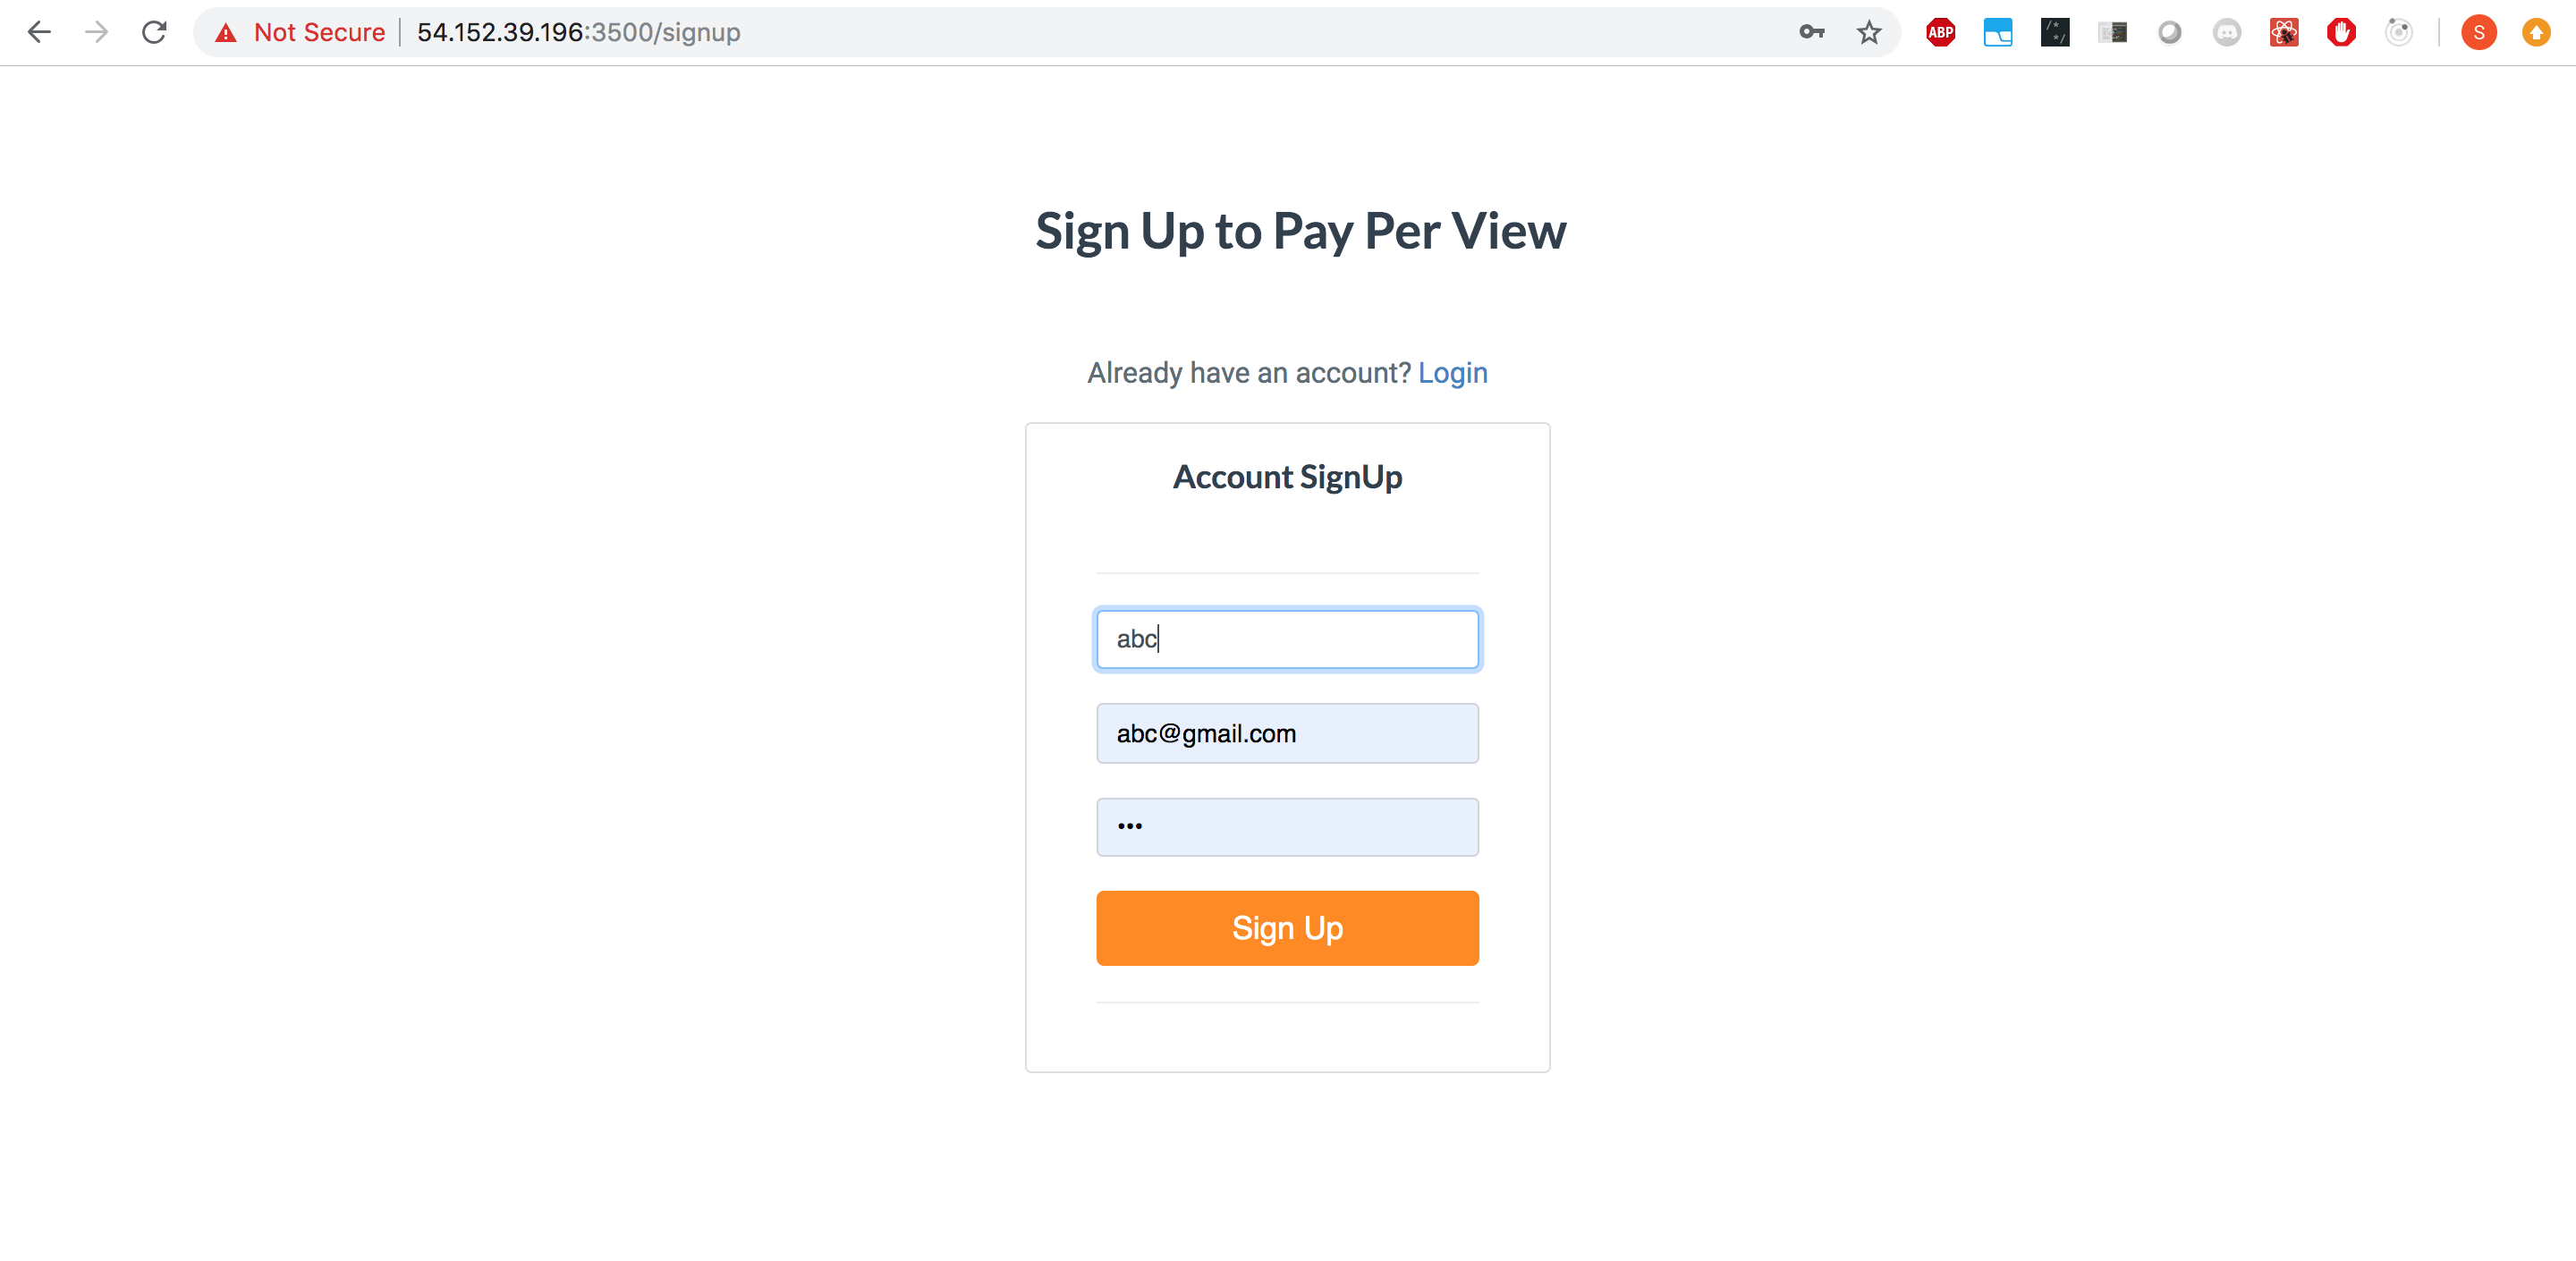 Not Secure 54.152.39.196:3500/signup
ABP
/* */
S
Sign Up to Pay Per View
Already have an account? Login
Account SignUp
abc
abc@gmail.com
•••
Sign Up